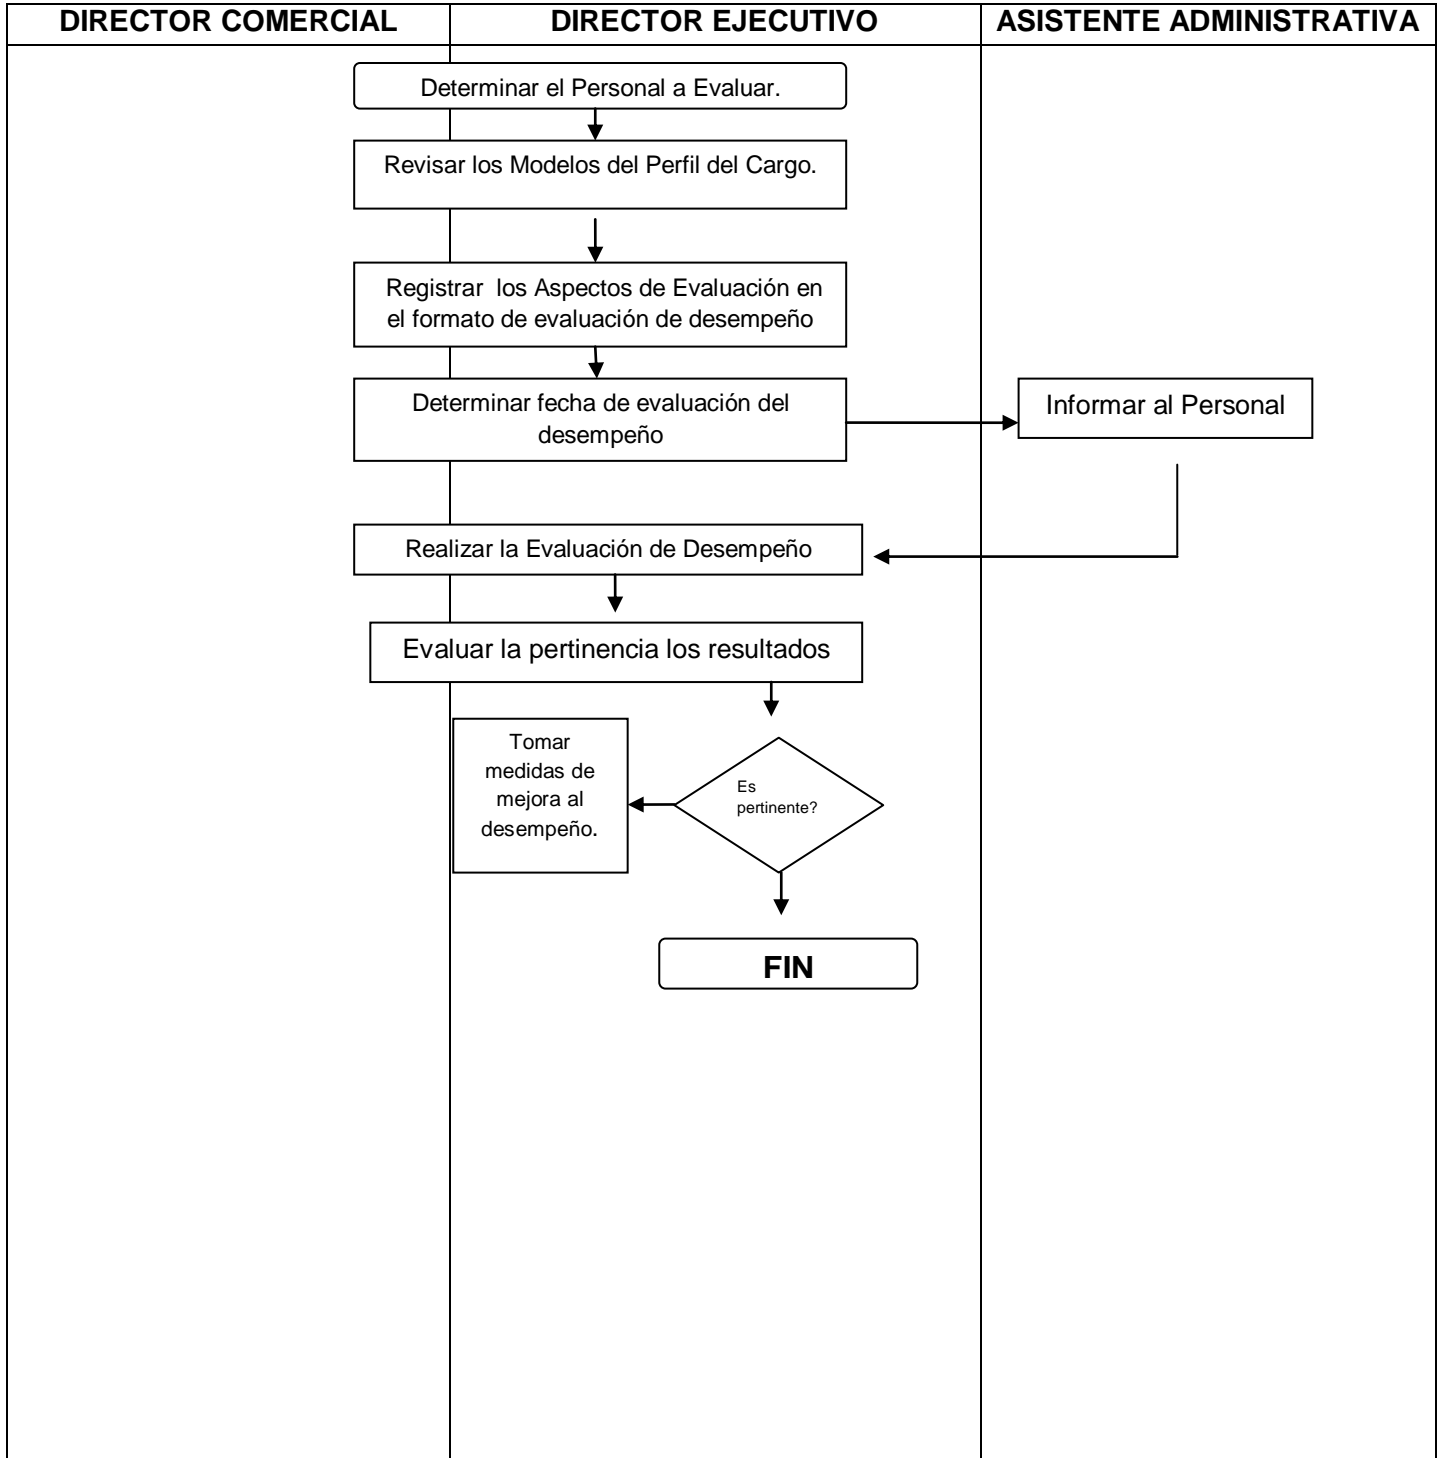 DIRECTOR COMERCIAL
DIRECTOR EJECUTIVO
ASISTENTE ADMINISTRATIVA
Determinar el Personal a Evaluar.
Revisar los Modelos del Perfil del Cargo.
Registrar  los Aspectos de Evaluación en
el formato de evaluación de desempeño
Determinar fecha de evaluación del
desempeño
Informar al Personal
Realizar la Evaluación de Desempeño
Evaluar la pertinencia los resultados
Tomar
medidas de
mejora al
desempeño.
Es
pertinente?
FIN